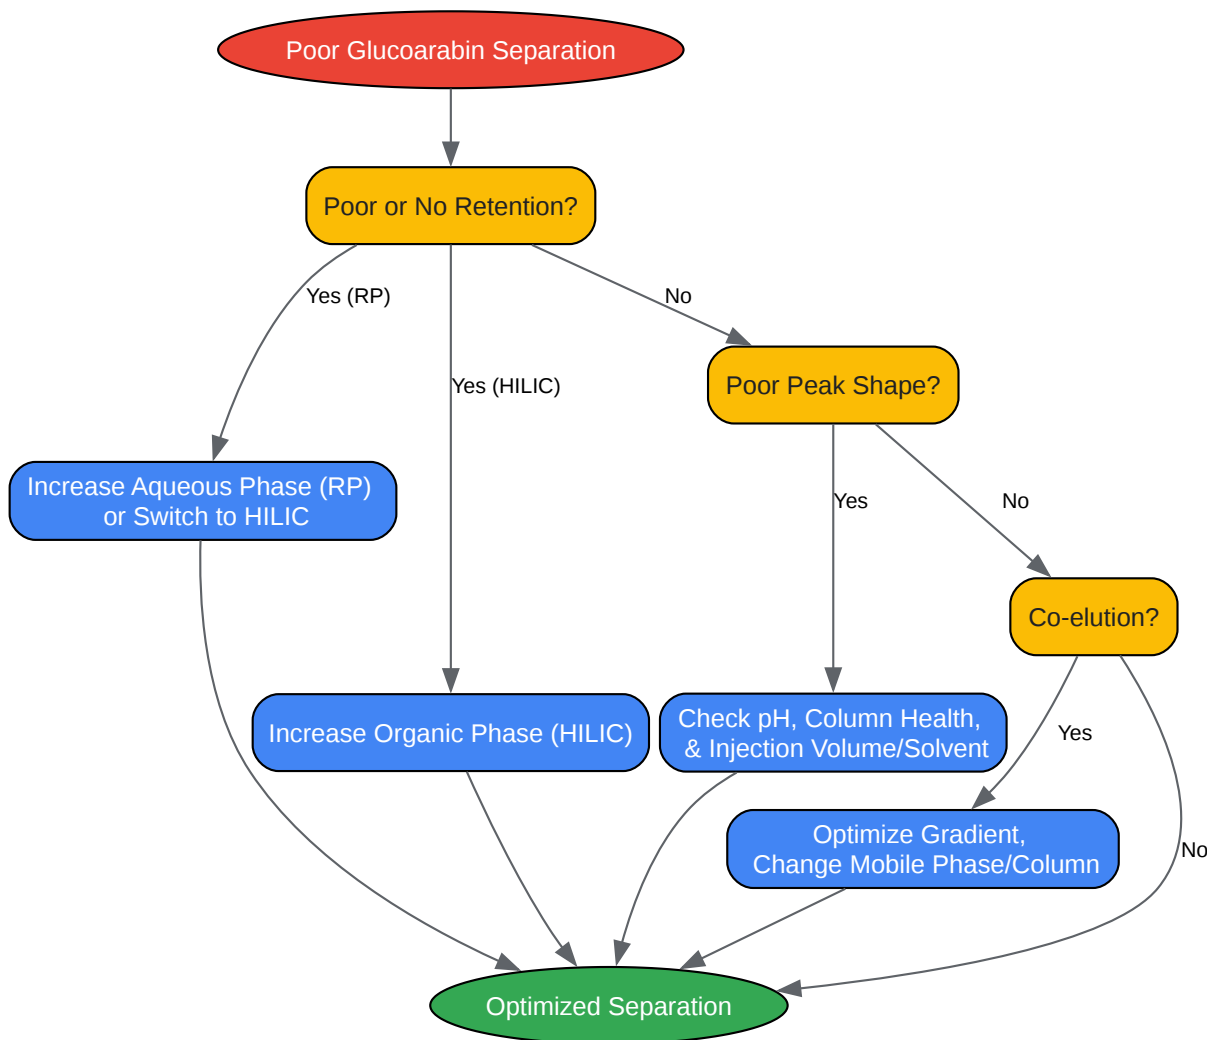 Poor Glucoarabin Separation
Poor or No Retention?
Yes (RP)
No
Poor Peak Shape?
Yes (HILIC)
Increase Aqueous Phase (RP)
or Switch to HILIC
Yes
No
Co-elution?
Increase Organic Phase (HILIC)
Check pH, Column Health,
& Injection Volume/Solvent
Yes
Optimize Gradient,
Change Mobile Phase/Column
No
Optimized Separation